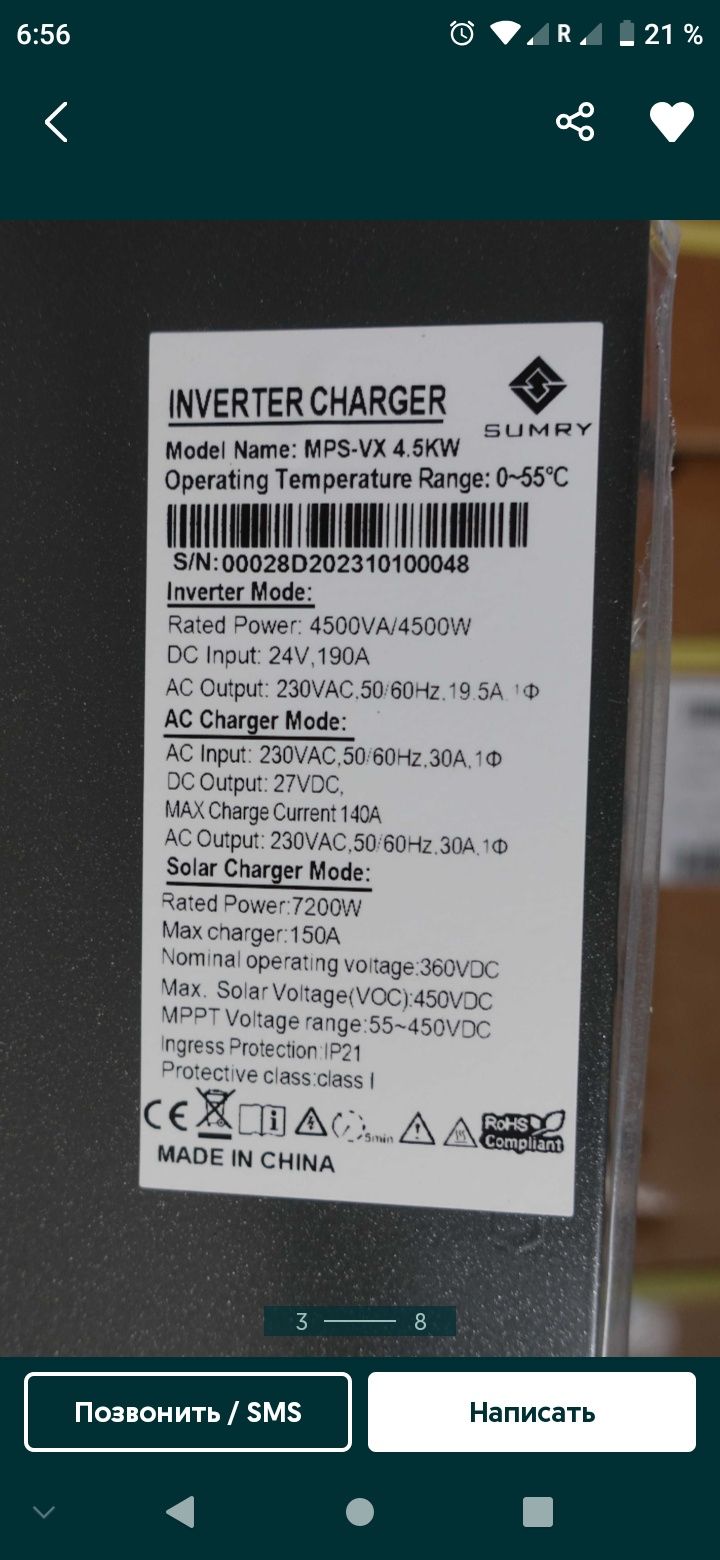 6:56
R
21 %
INVERTER CHARGER
SUMRY
Model Name: MPS-VX 4.5KW
Operating Temperature Range: 0~55°C
S/N:00028D202310100048
Inverter Mode:
Rated Power: 4500VA/4500W
DC Input: 24V,190A
AC Output: 230VAC,50/60Hz,19.5A 1Φ
AC Charger Mode:
AC Input: 230VAC,50/60Hz,30A,1Φ
DC Output: 27VDC,
MAX Charge Current 140A
AC Output: 230VAC,50/60Hz,30A,1Φ
Solar Charger Mode:
Rated Power:7200W
Max charger:150A
Nominal operating voltage:360VDC
Max. Solar Voltage(VOC):450VDC
MPPT Voltage range:55~450VDC
Ingress Protection:IP21
Protective class:class I
CE
i
5min
RoHS
Compliant
MADE IN CHINA
3
8
Позвонить / SMS
Написать